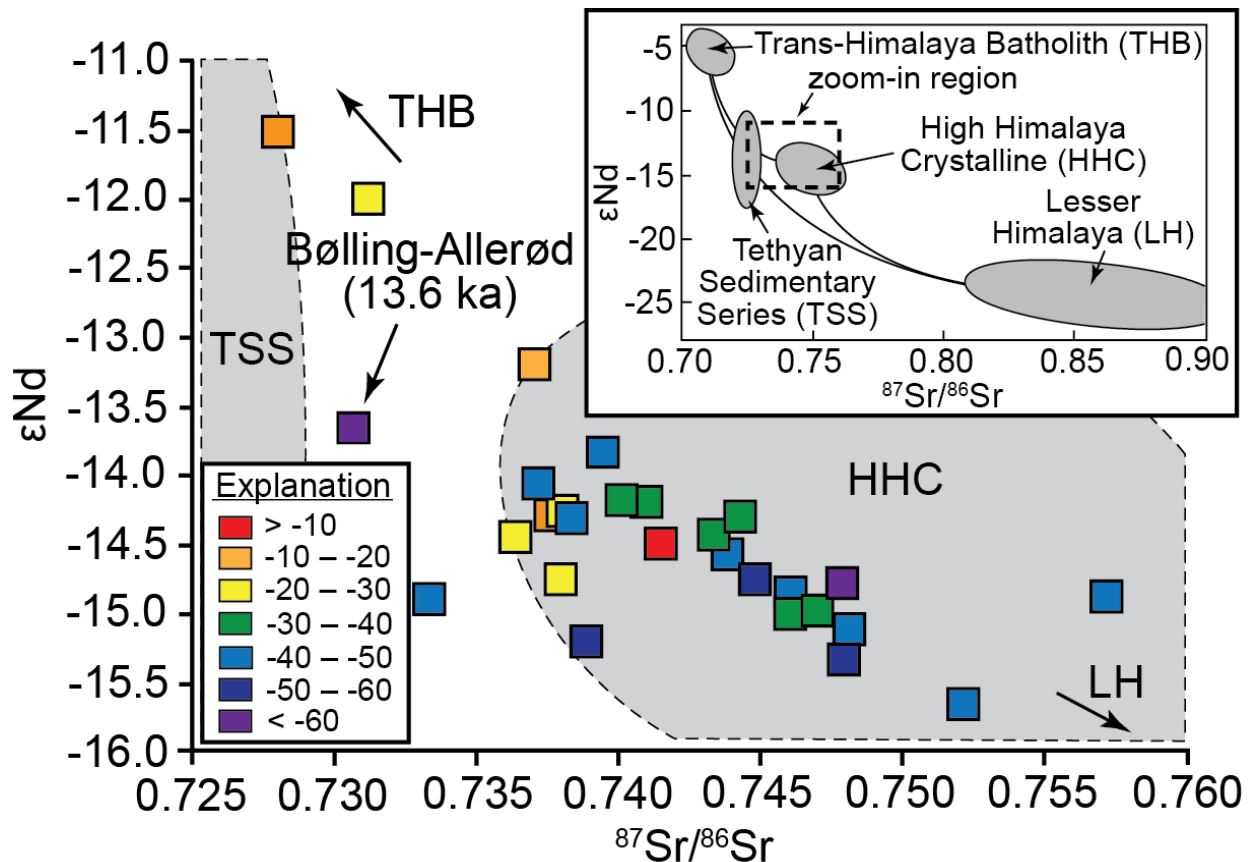 -11.0
-11.5
-12.0
-12.5
-13.0
-13.5
-14.0
-14.5
-15.0
-15.5
-16.0
εNd
THB
Bølling-Allerød
(13.6 ka)
TSS
HHC
LH
Explanation
> -10
-10 – -20
-20 – -30
-30 – -40
-40 – -50
-50 – -60
< -60
0.725
0.730
0.735
0.740
0.745
0.750
0.755
0.760
⁸⁷Sr/⁸⁶Sr
-5
-10
-15
-20
-25
εNd
Trans-Himalaya Batholith (THB)
zoom-in region
High Himalaya
Crystalline (HHC)
Lesser
Himalaya (LH)
Tethyan
Sedimentary
Series (TSS)
0.70
0.75
0.80
0.85
0.90
⁸⁷Sr/⁸⁶Sr